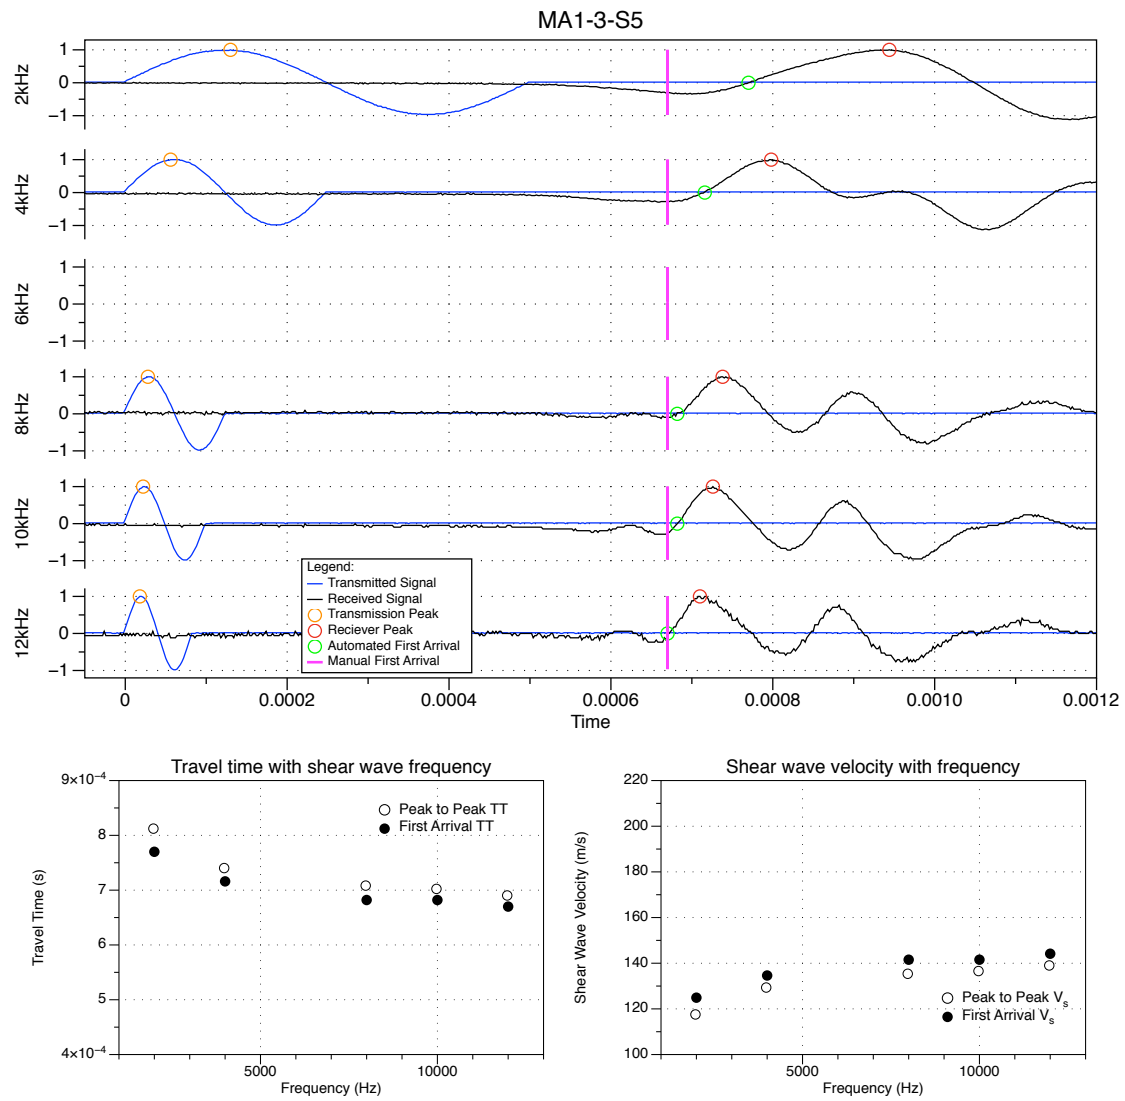 MA1-3-S5
1
0
−1
2kHz
1
0
−1
4kHz
1
0
−1
6kHz
1
0
−1
8kHz
1
0
−1
10kHz
1
0
−1
12kHz
Legend:
Transmitted Signal
Received Signal
Transmission Peak
Reciever Peak
Automated First Arrival
Manual First Arrival
0 0.0002 0.0004 0.0006 0.0008 0.0010 0.0012
Time
Travel time with shear wave frequency
9×10⁻⁴
8
7
6
5
4×10⁻⁴
Travel Time (s)
Peak to Peak TT
First Arrival TT
5000 10000
Frequency (Hz)
Shear wave velocity with frequency
220
200
180
160
140
120
100
Shear Wave Velocity (m/s)
Peak to Peak Vs
First Arrival Vs
5000 10000
Frequency (Hz)